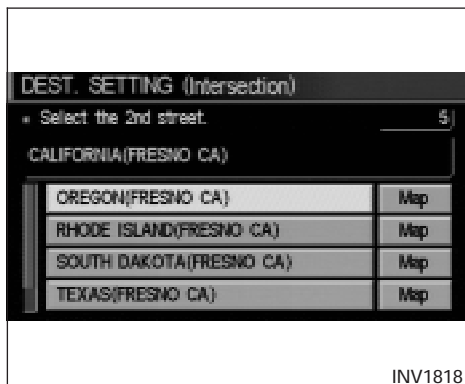 DEST. SETTING (Intersection)
Select the 2nd street. 5
CALIFORNIA(FRESNO CA)
OREGON(FRESNO CA) Map
RHODE ISLAND(FRESNO CA) Map
SOUTH DAKOTA(FRESNO CA) Map
TEXAS(FRESNO CA) Map
INV1818